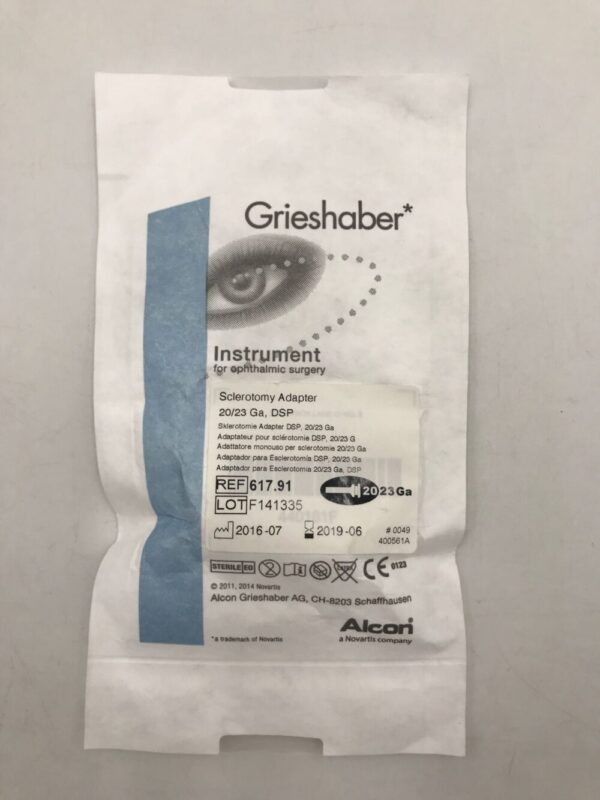 Grieshaber*
Instrument
for ophthalmic surgery
Sclerotomy Adapter
20/23 Ga, DSP
Sklerotomie Adapter DSP, 20/23 Ga
Adaptateur pour sclérotomie DSP, 20/23 G
Adattatore monouso per sclerotomie 20/23 Ga
Adaptador para Esclerotomía DSP, 20/23 Ga
Adaptador para Esclerotomia 20/23 Ga, DSP
REF 617.91
20 23 Ga
LOT F141335
2016-07 2019-06 # 0049
400561A
STERILE EO 2 CE 0123
© 2011, 2014 Novartis
Alcon Grieshaber AG, CH-8203 Schaffhausen
Alcon
*a trademark of Novartis a Novartis company